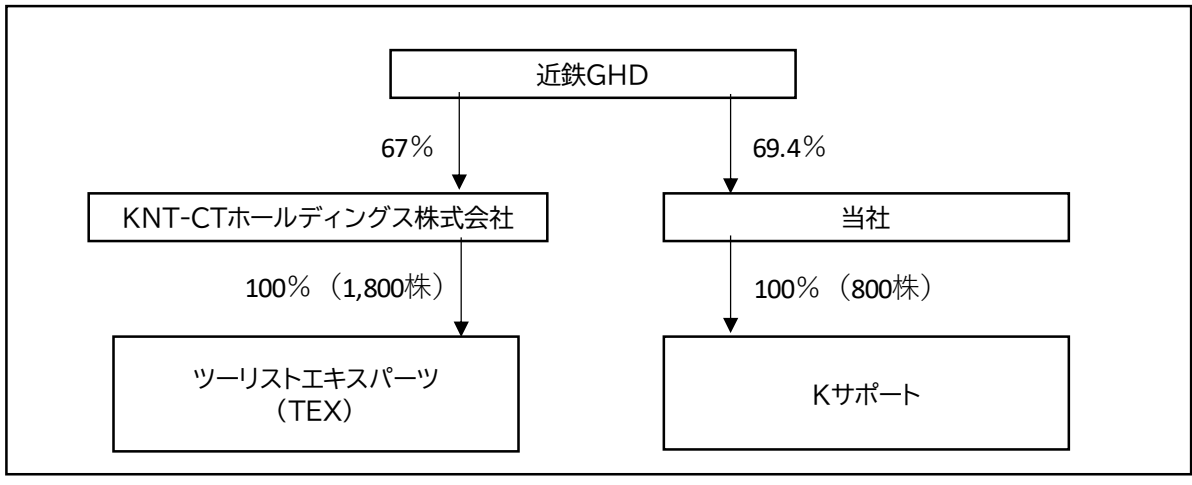 近鉄GHD
67％
69.4％
KNT-CTホールディングス株式会社
当社
100％（1,800株）
100％（800株）
ツーリストエキスパーツ
（TEX）
Kサポート